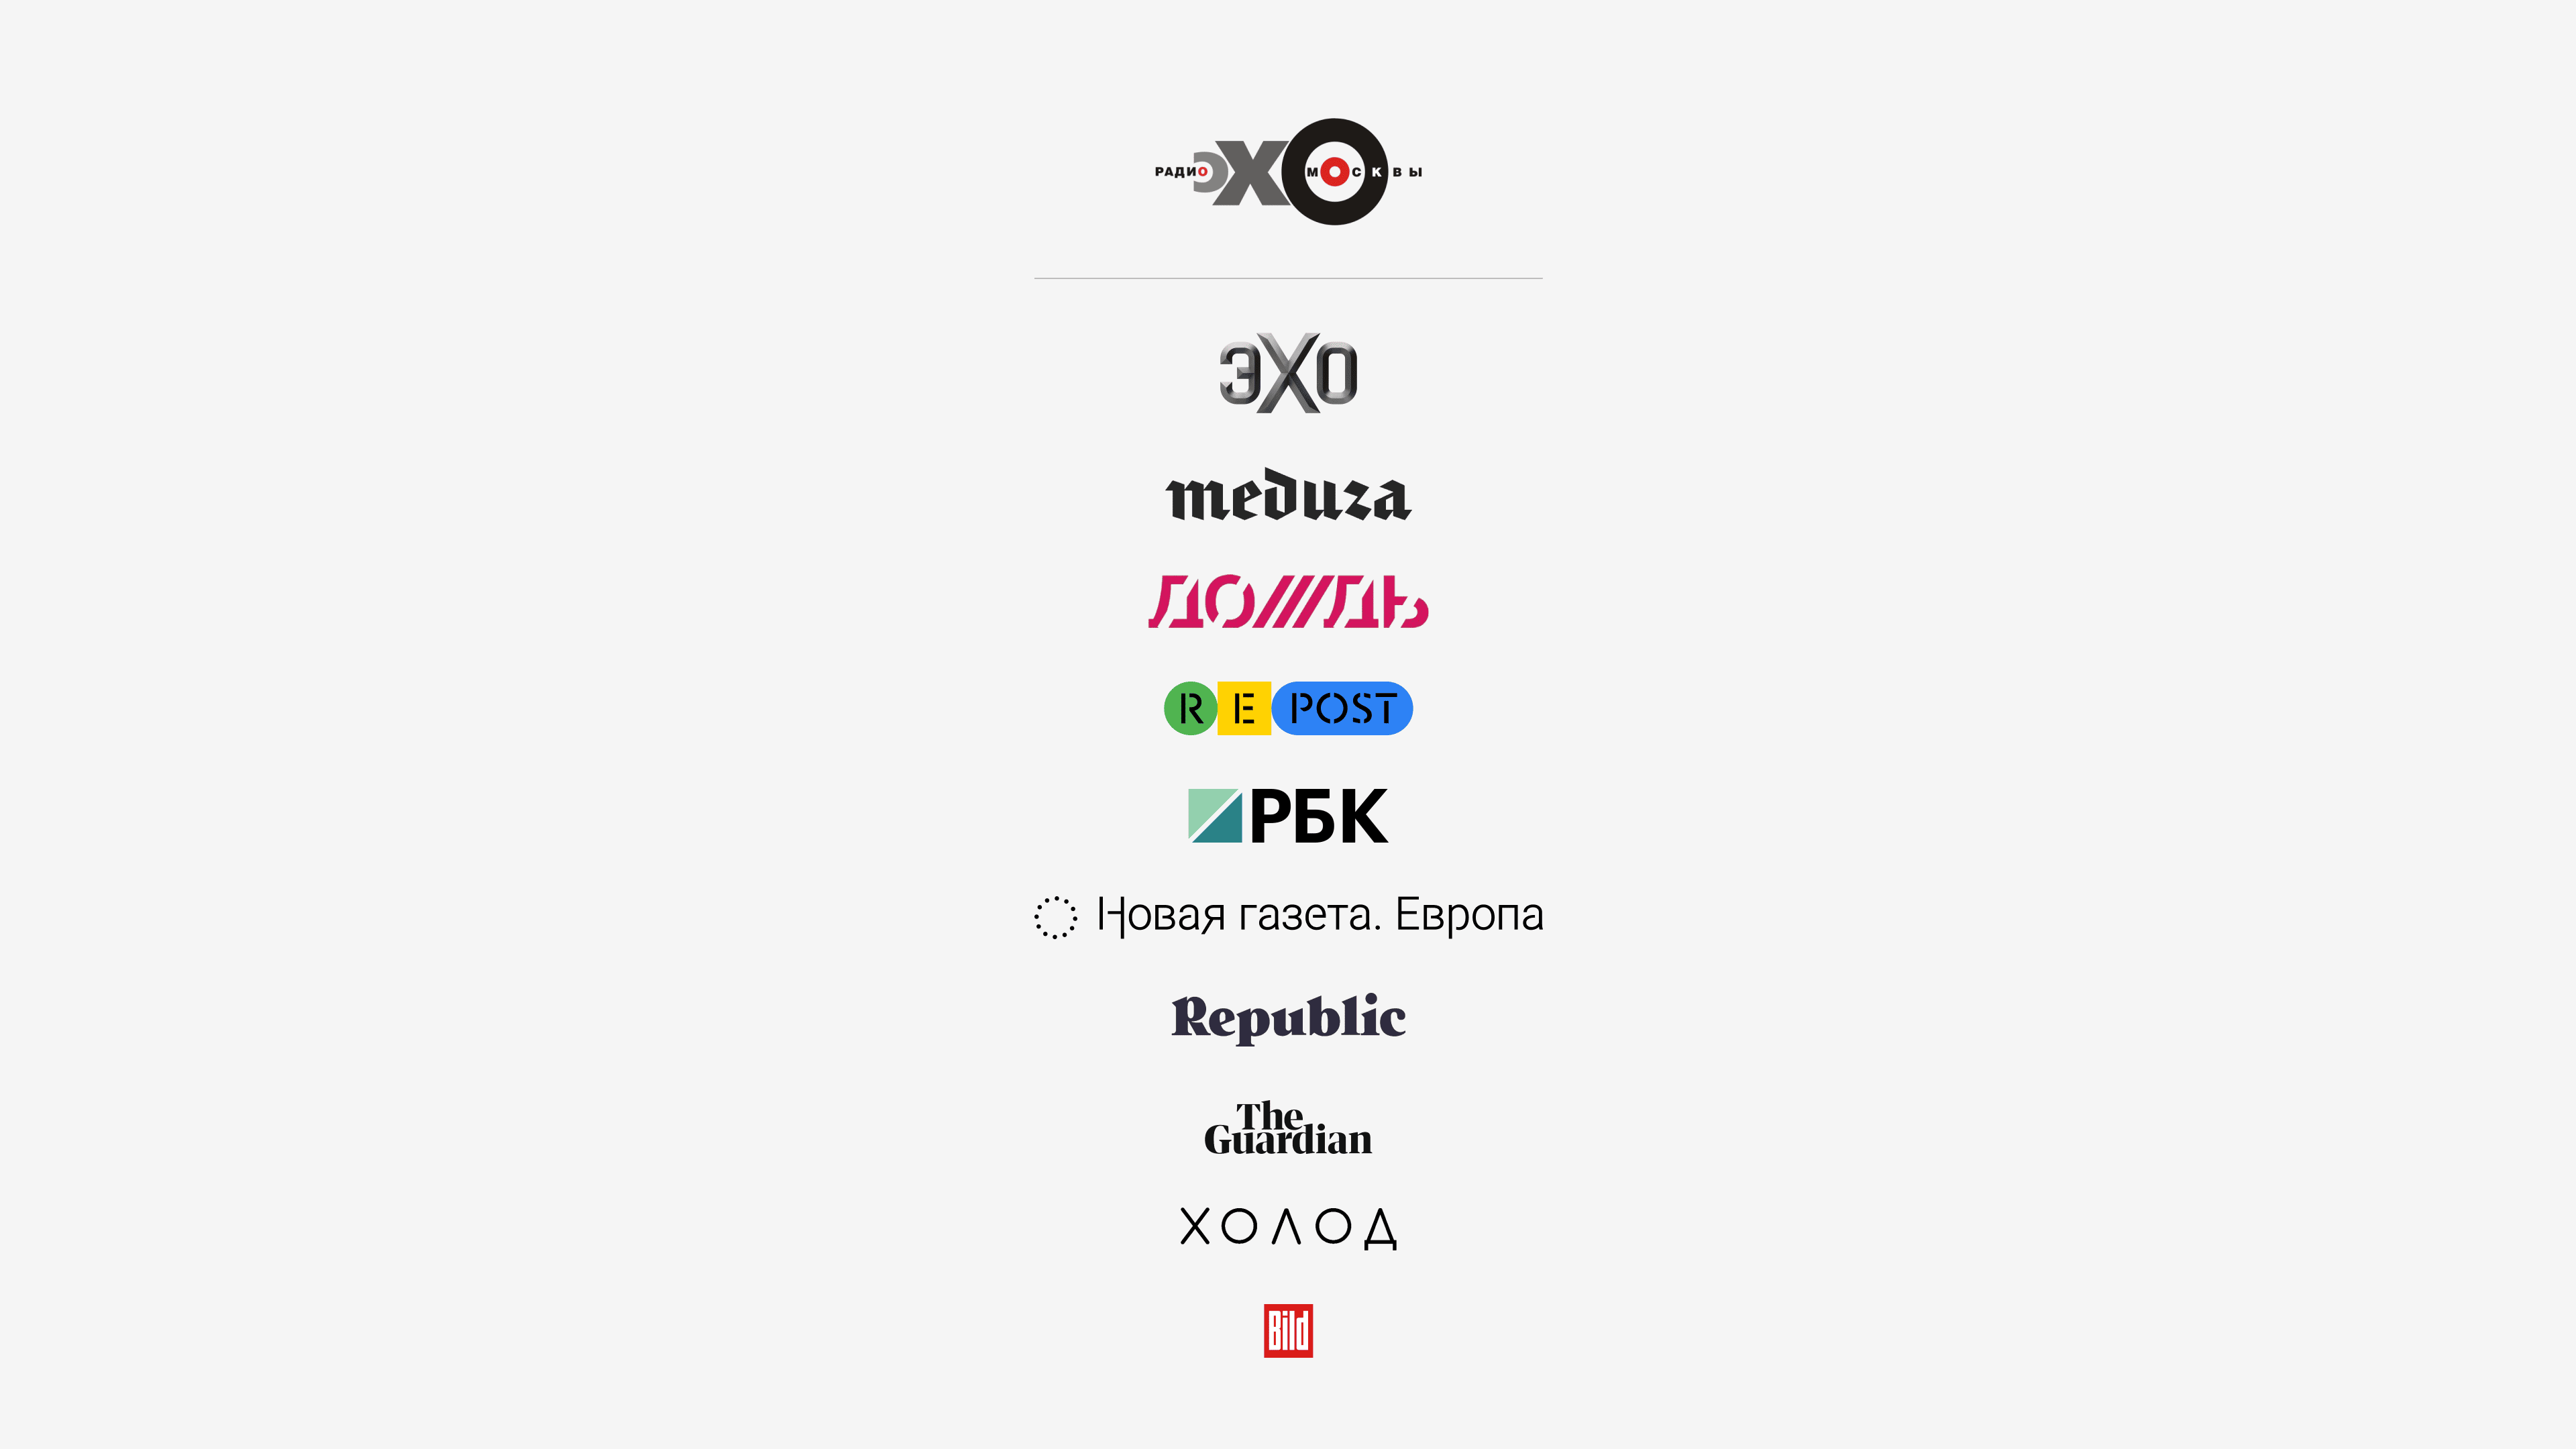 РАДИО ЭХО МОСКВЫ
ЭХО
meduza
ДОЖДЬ
REPOST
РБК
Новая газета. Европа
Republic
The
Guardian
ХОЛОД
Bild